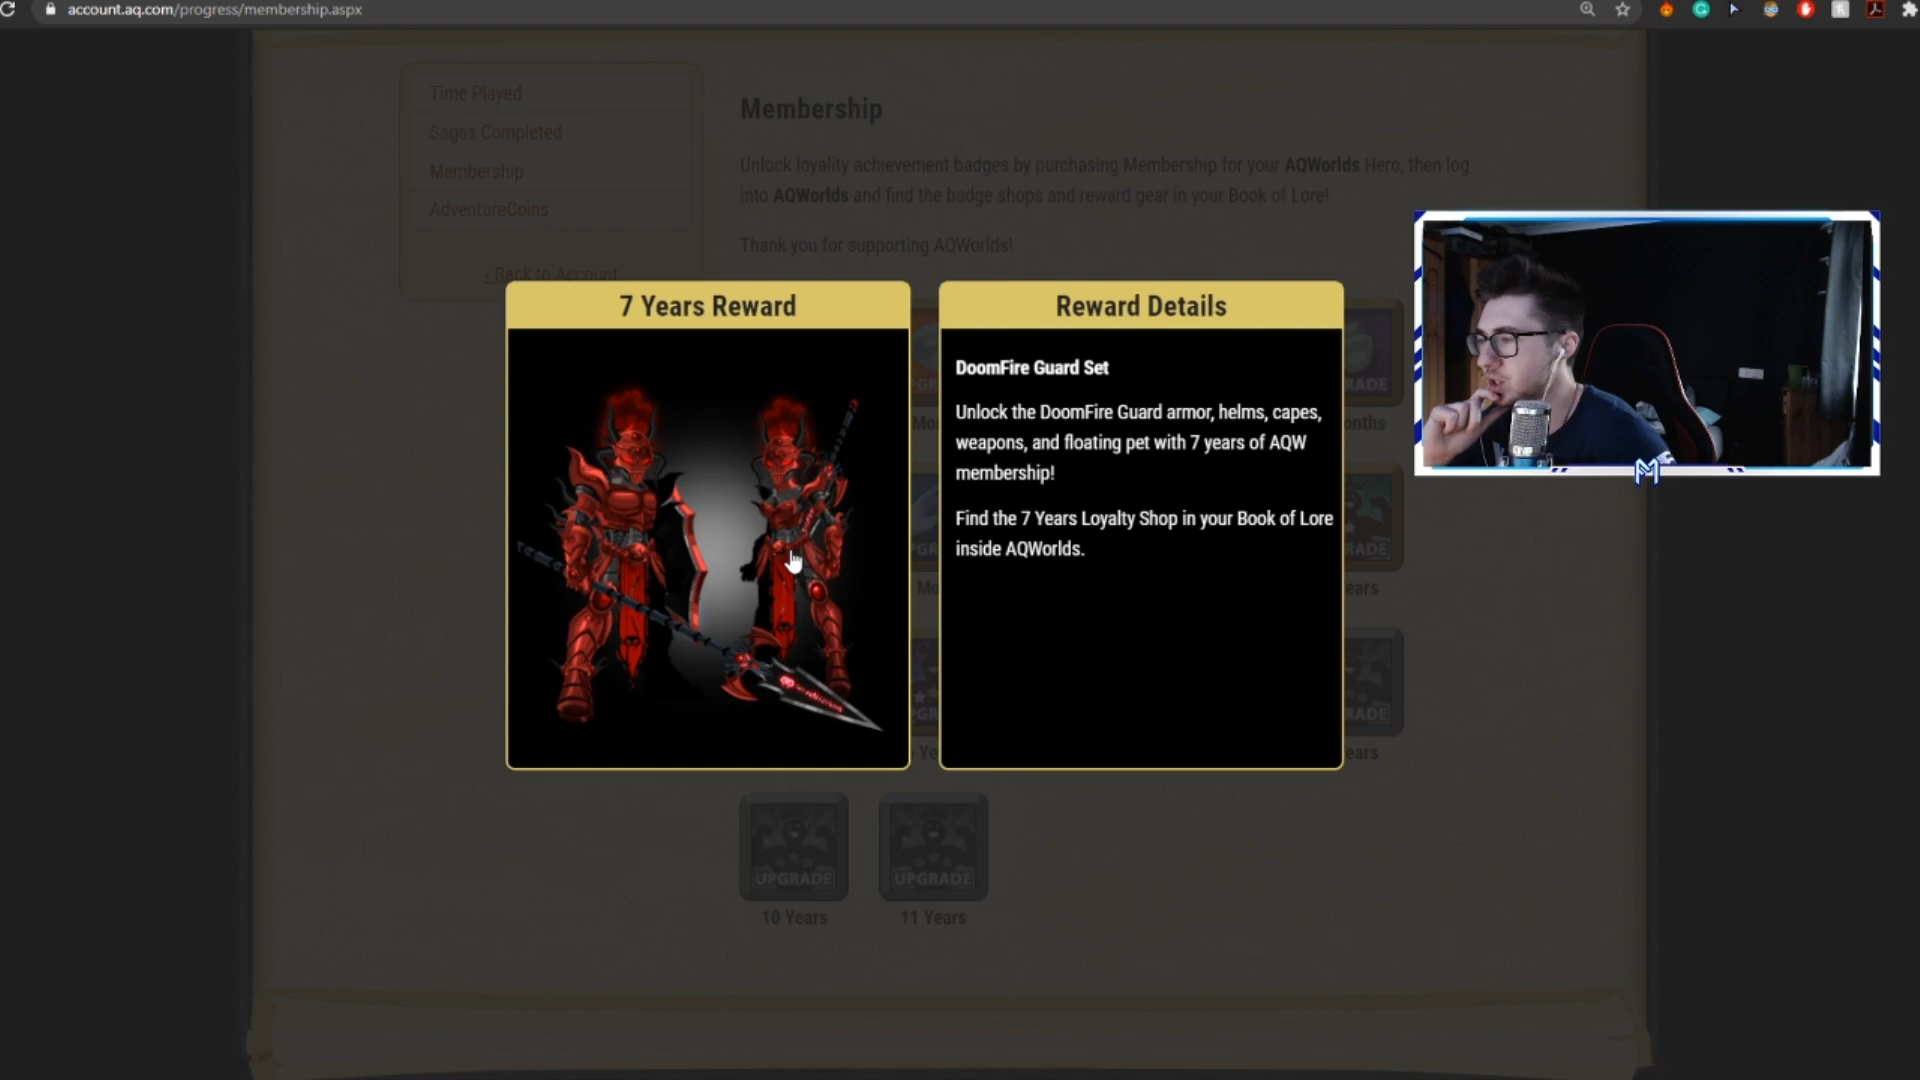 account.aq.com/progress/membership.aspx
Time Played
Sagas Completed
Membership
AdventureCoins
‹ Back to Account
Membership
Unlock loyality achievement badges by purchasing Membership for your AQWorlds Hero, then log
into AQWorlds and find the badge shops and reward gear in your Book of Lore!
Thank you for supporting AQWorlds!
7 Years Reward
Reward Details
DoomFire Guard Set
Unlock the DoomFire Guard armor, helms, capes,
weapons, and floating pet with 7 years of AQW
membership!
Find the 7 Years Loyalty Shop in your Book of Lore
inside AQWorlds.
UPGRADE
UPGRADE
10 Years
11 Years